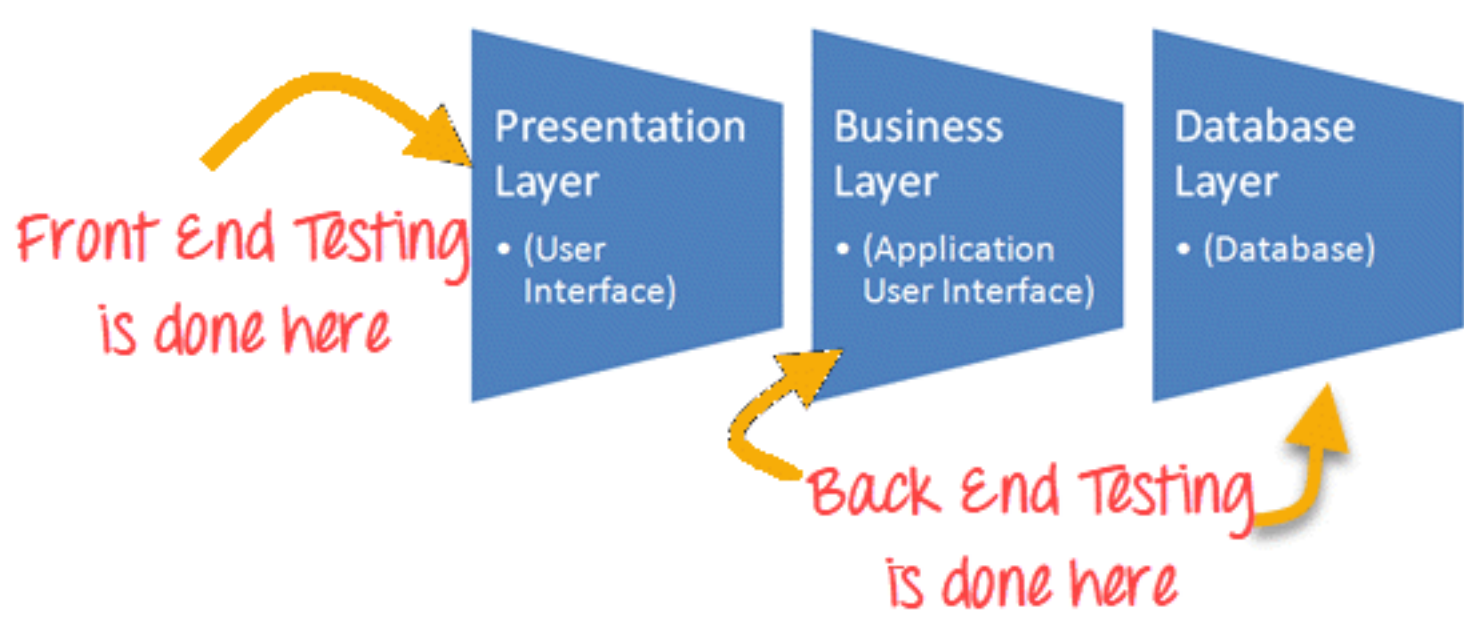 Presentation
Layer
• (User
Interface)
Business
Layer
• (Application
User Interface)
Database
Layer
• (Database)
Front End Testing
is done here
Back End Testing
is done here